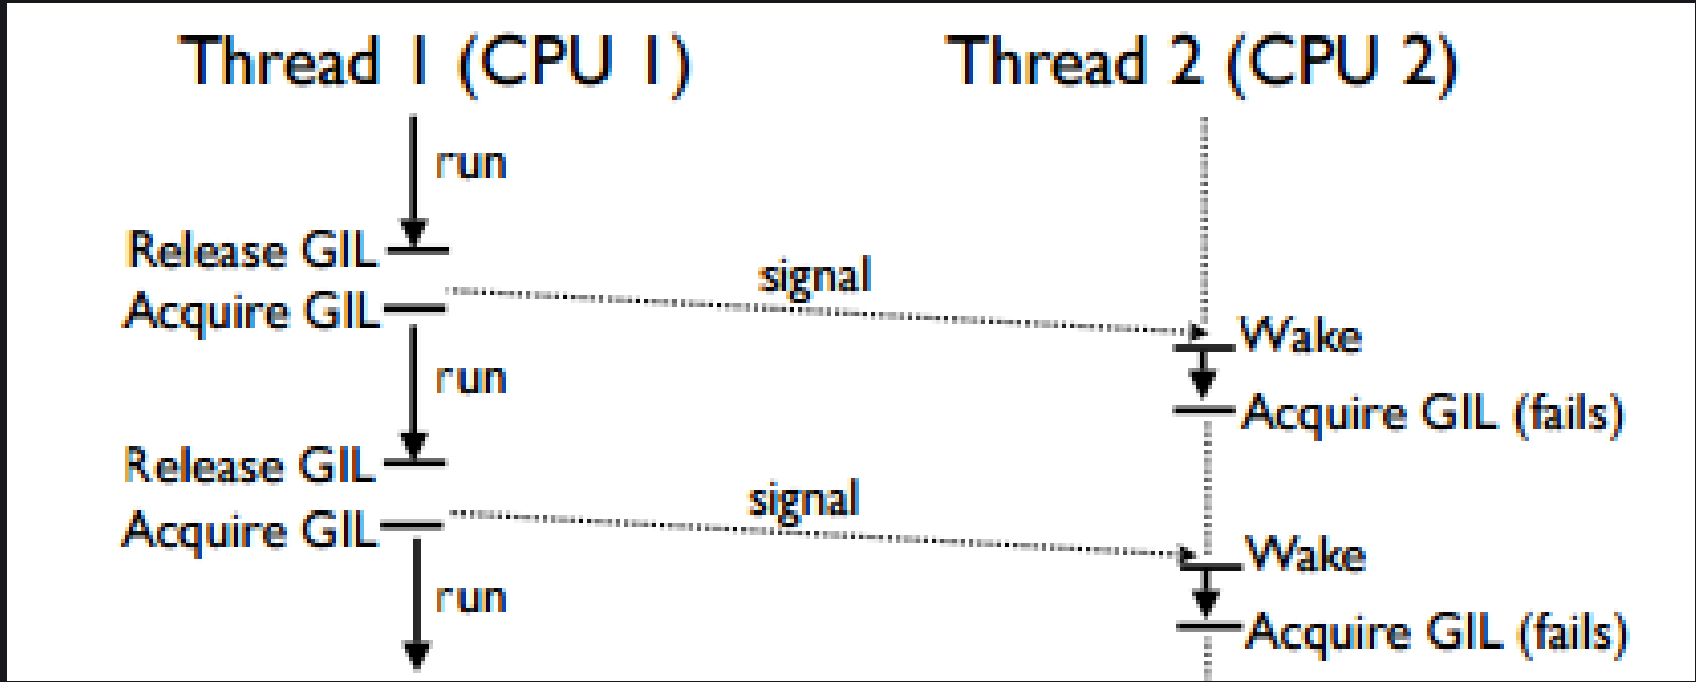 Thread 1 (CPU 1)
Thread 2 (CPU 2)
run
Release GIL
signal
Acquire GIL
Wake
run
Acquire GIL (fails)
Release GIL
signal
Acquire GIL
Wake
run
Acquire GIL (fails)